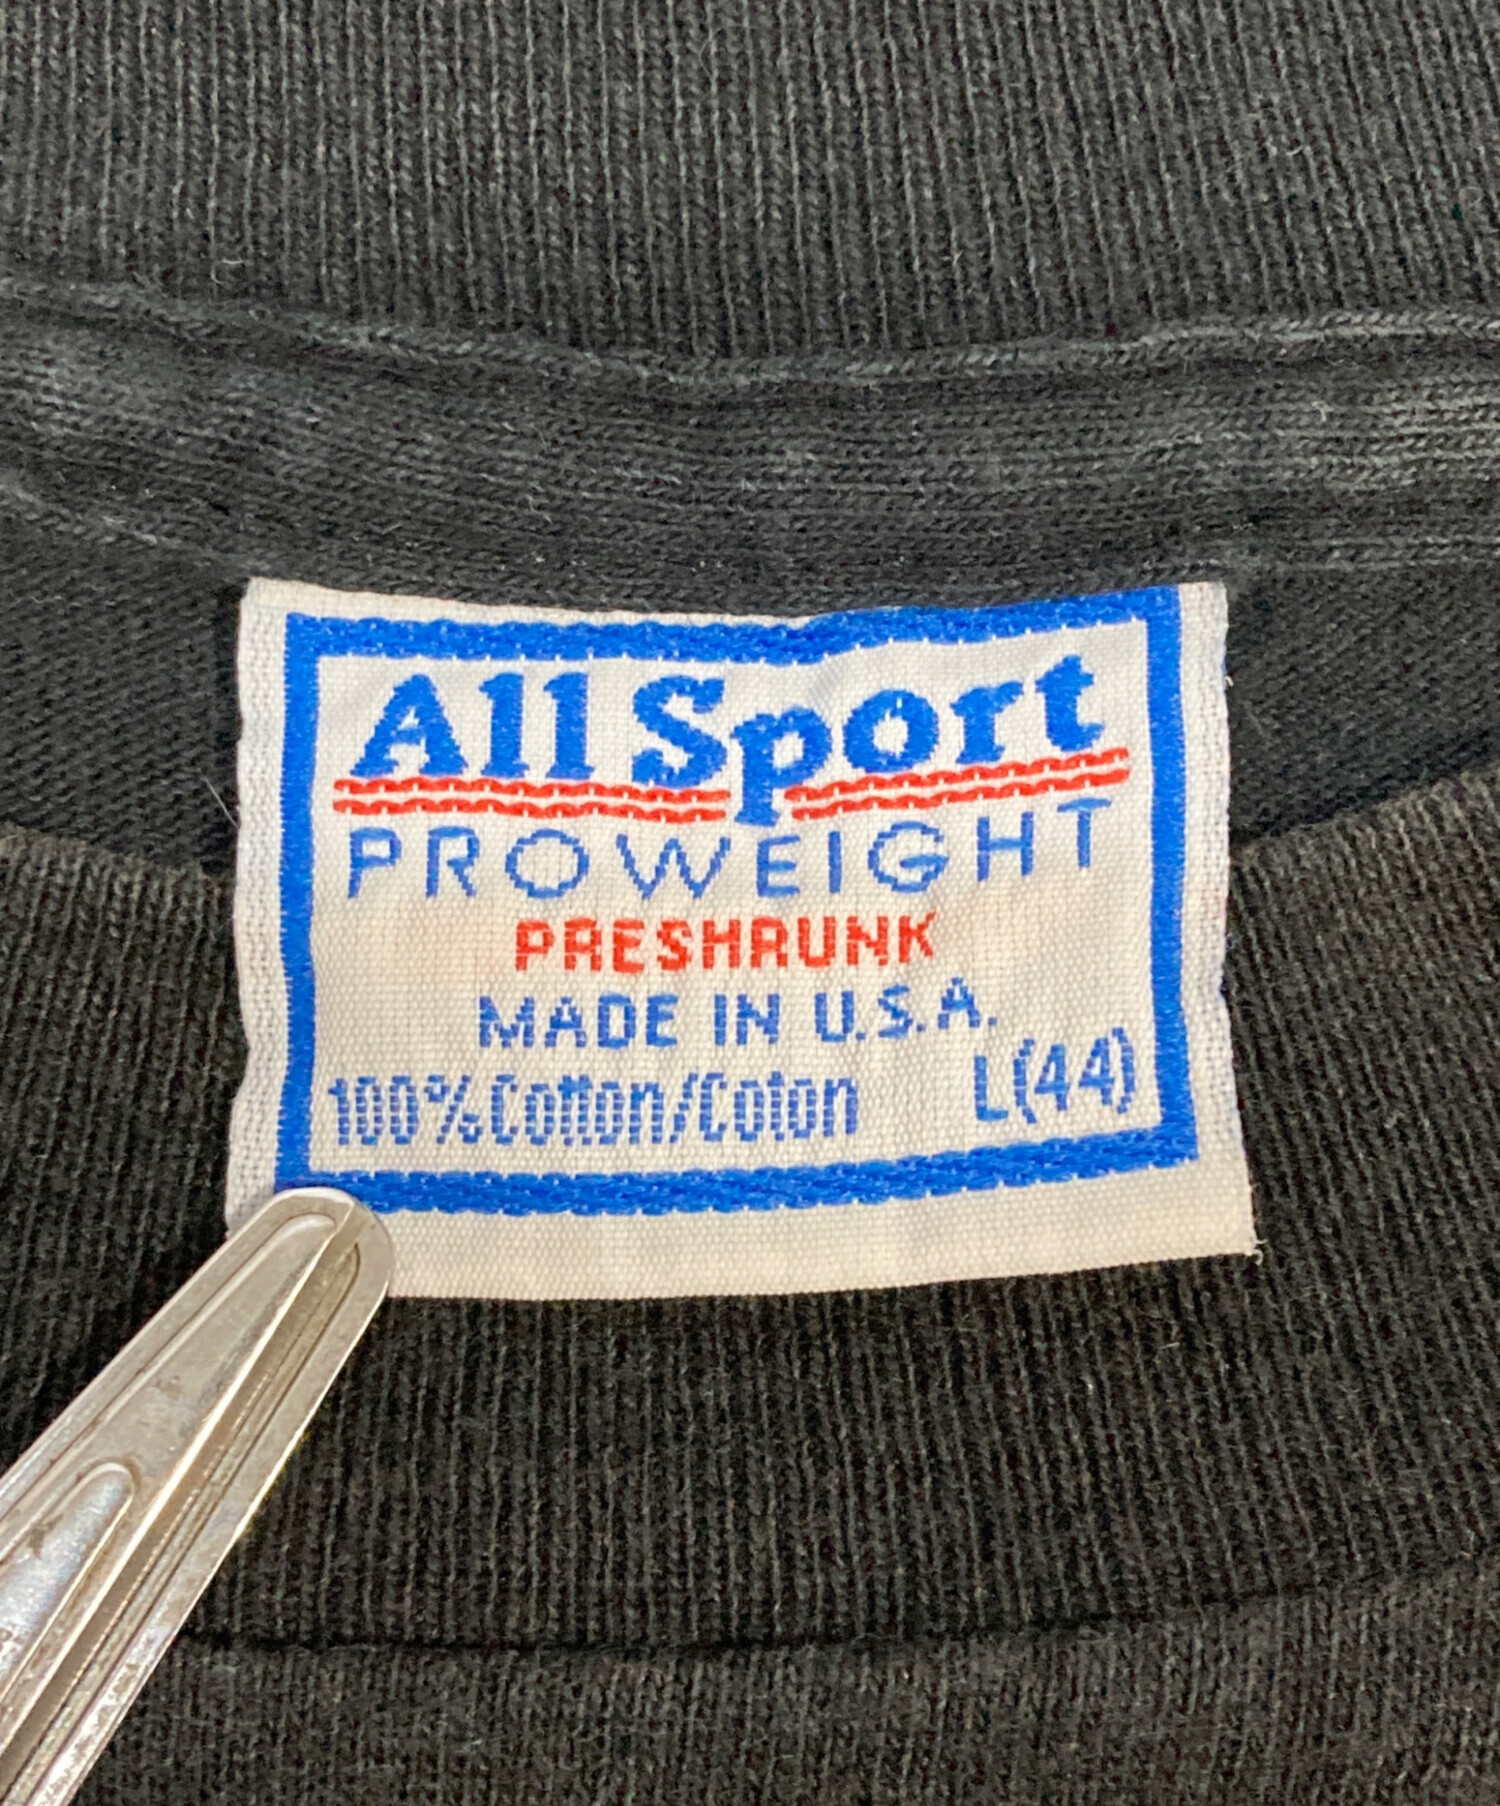 All Sport
PROWEIGHT
PRESHRUNK
MADE IN U.S.A.
100% Cotton/Coton L(44)